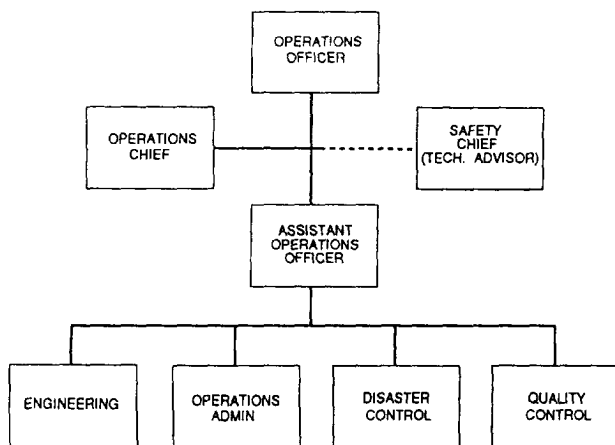 OPERATIONS
OFFICER
OPERATIONS
CHIEF
SAFETY
CHIEF
(TECH. ADVISOR)
ASSISTANT
OPERATIONS
OFFICER
ENGINEERING
OPERATIONS
ADMIN
DISASTER
CONTROL
QUALITY
CONTROL